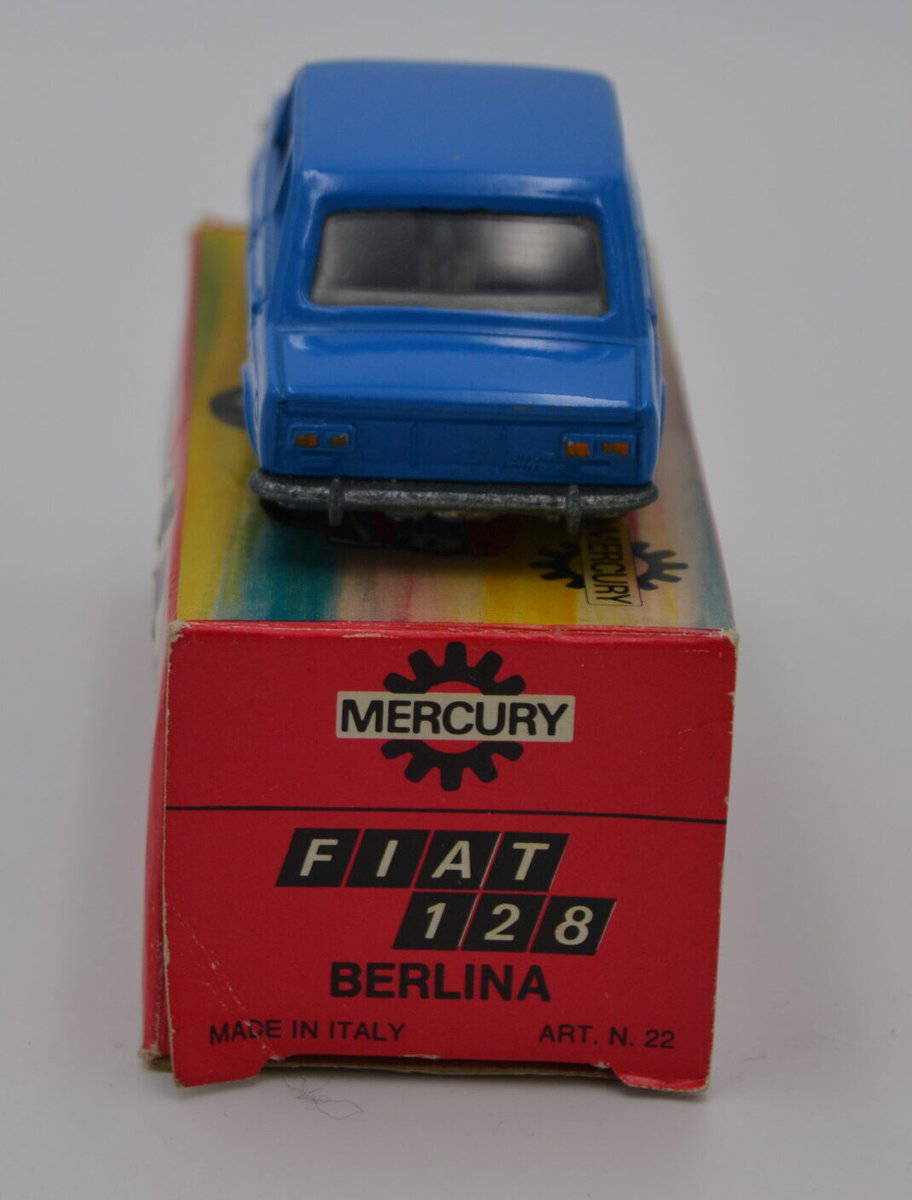 MERCURY
MERCURY
FIAT
128
BERLINA
MADE IN ITALY
ART. N. 22